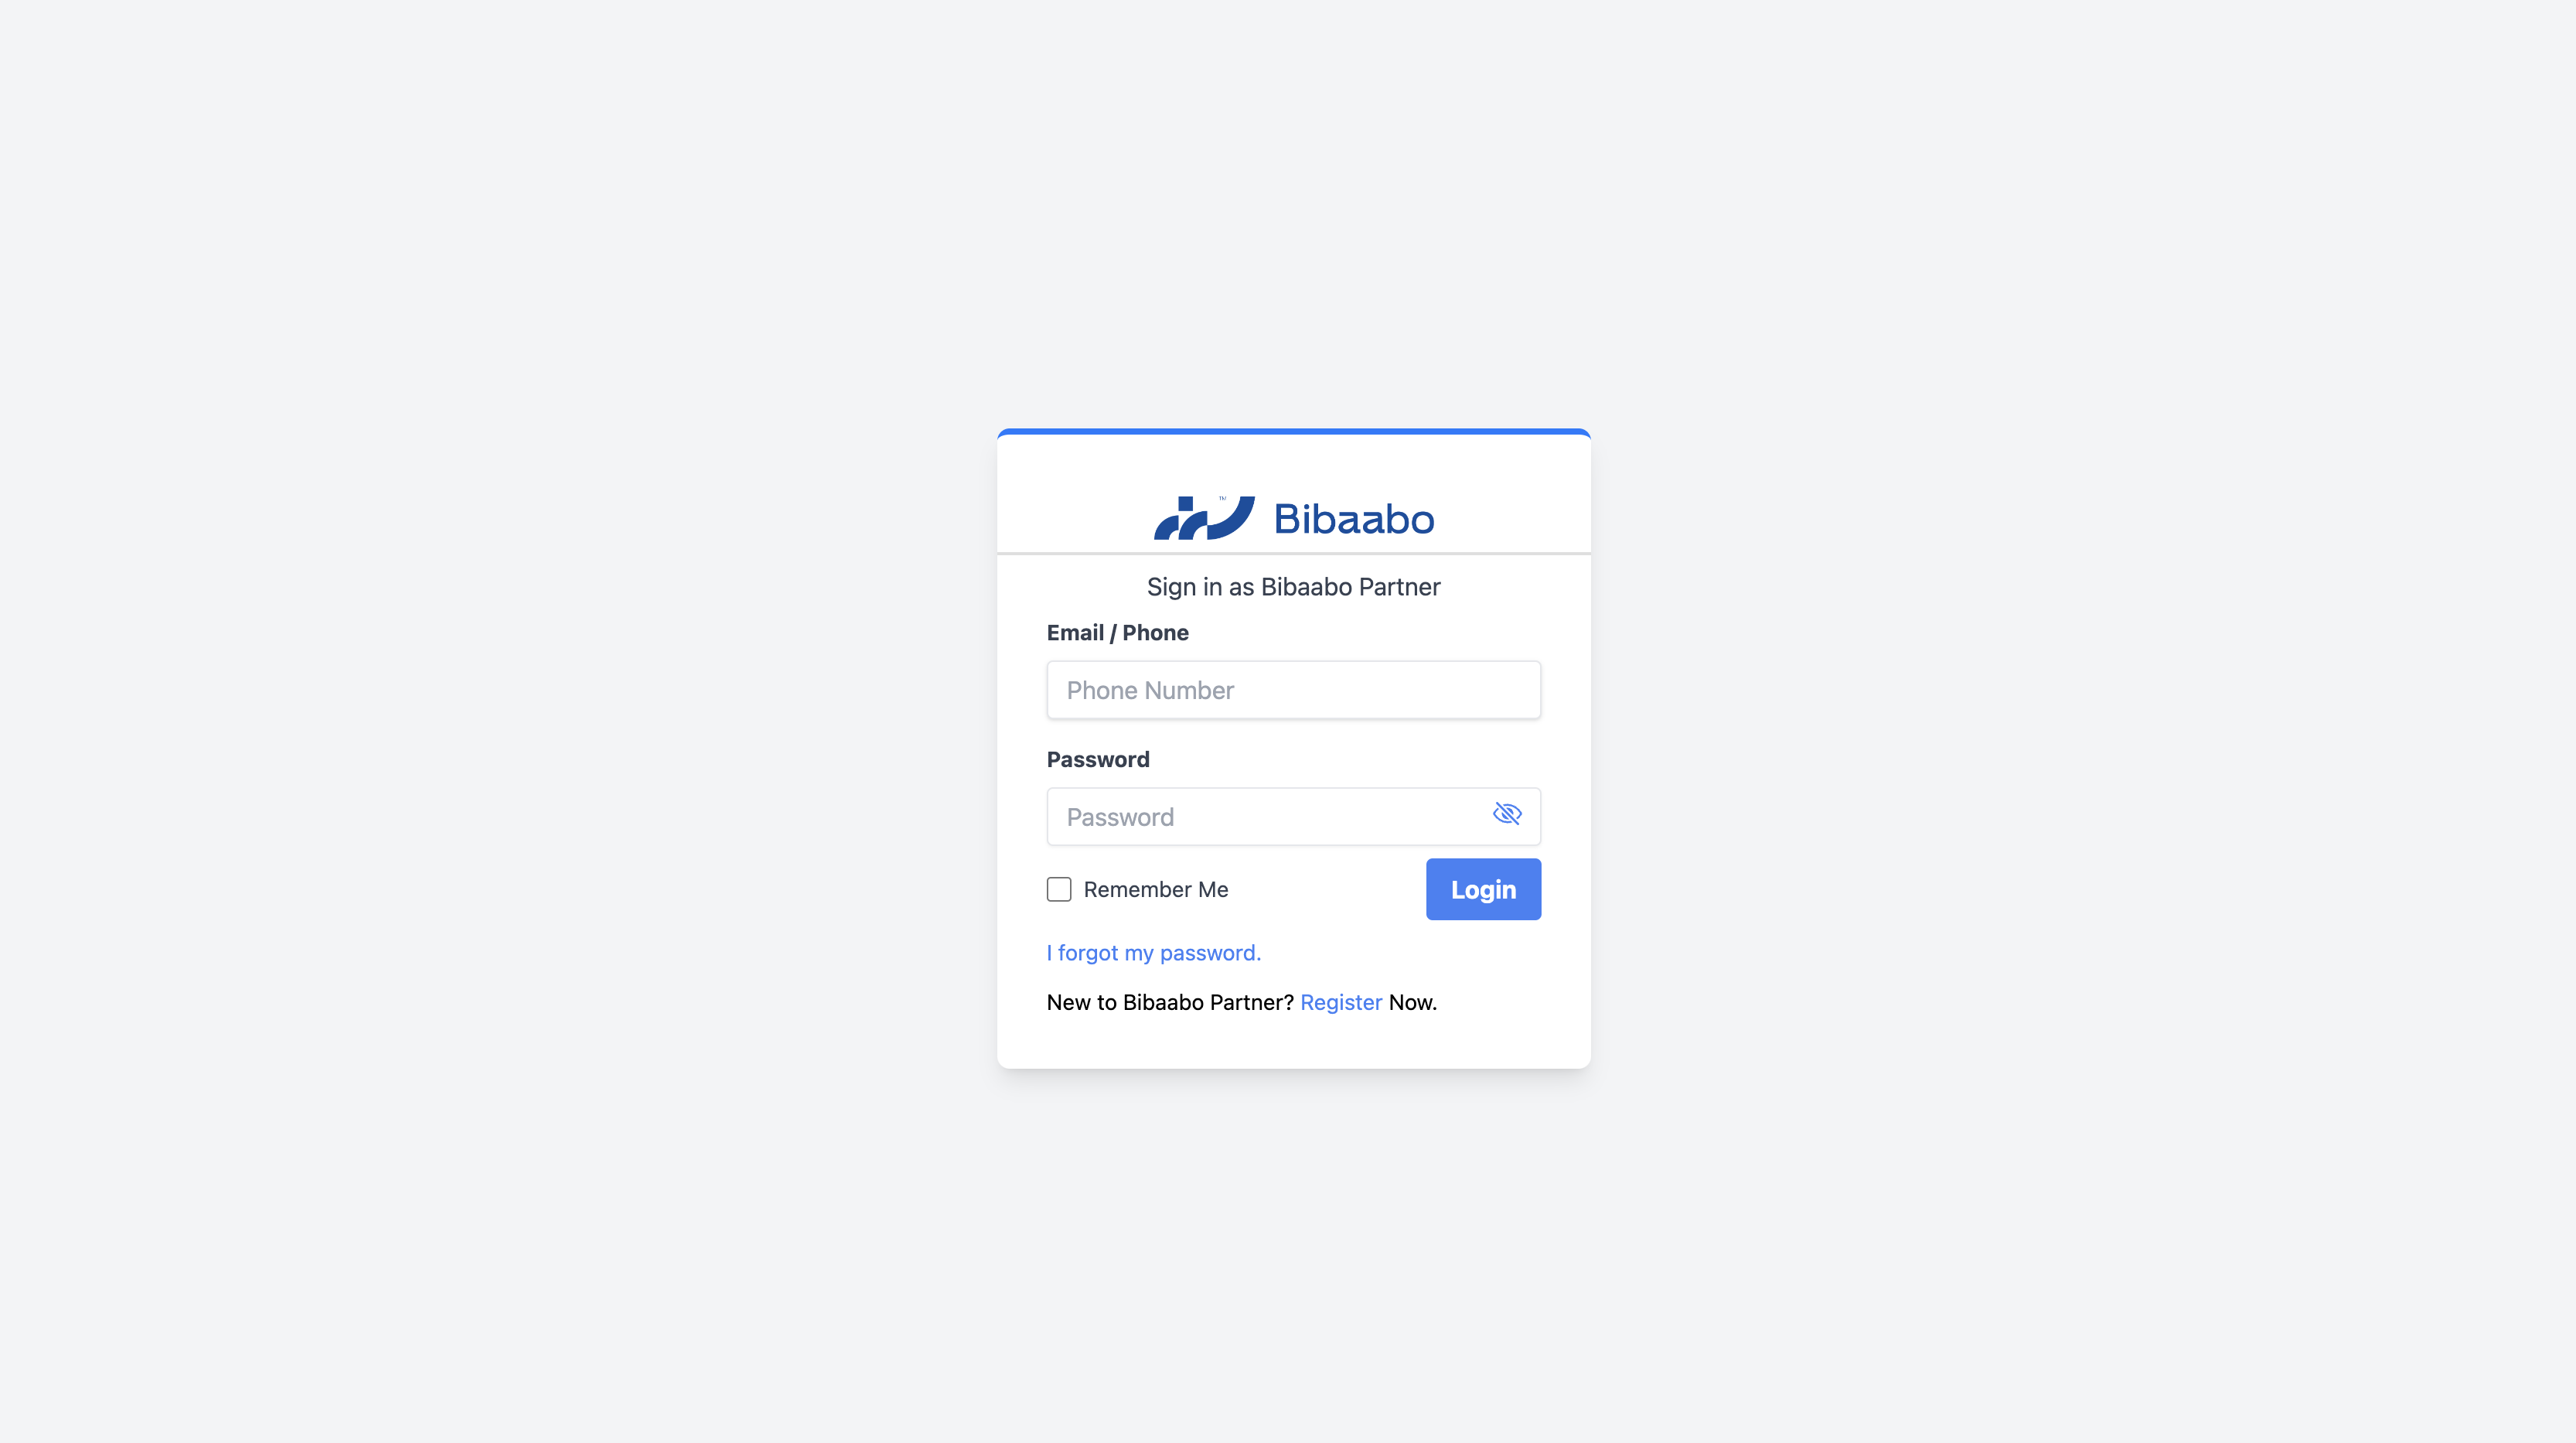 ™ Bibaabo
Sign in as Bibaabo Partner
Email / Phone
Phone Number
Password
Password
Remember Me
Login
I forgot my password.
New to Bibaabo Partner? Register Now.